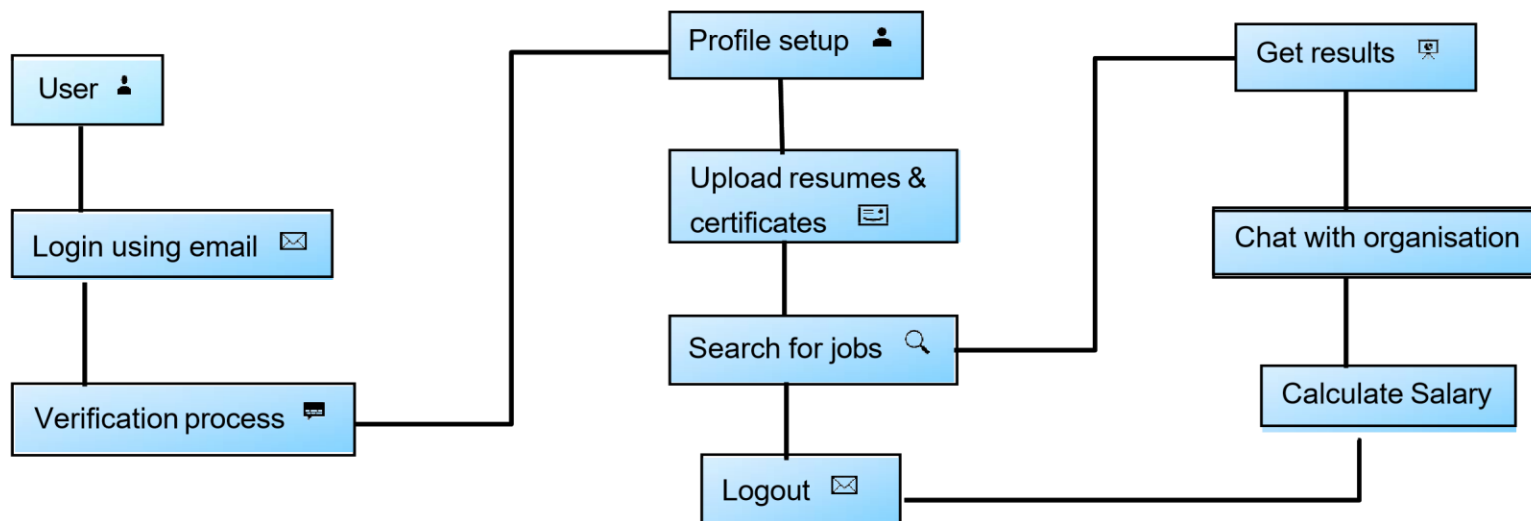 User
Login using email
Verification process
Profile setup
Upload resumes &
certificates
Search for jobs
Logout
Get results
Chat with organisation
Calculate Salary